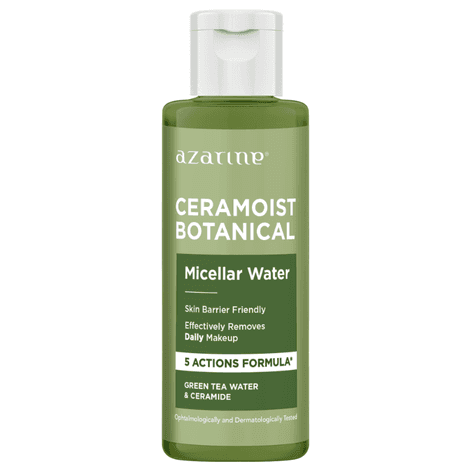 azarine®
CERAMOIST
BOTANICAL
Micellar Water
Skin Barrier Friendly
Effectively Removes
Daily Makeup
5 ACTIONS FORMULA*
GREEN TEA WATER
& CERAMIDE
Ophtalmologically and Dermatologically Tested